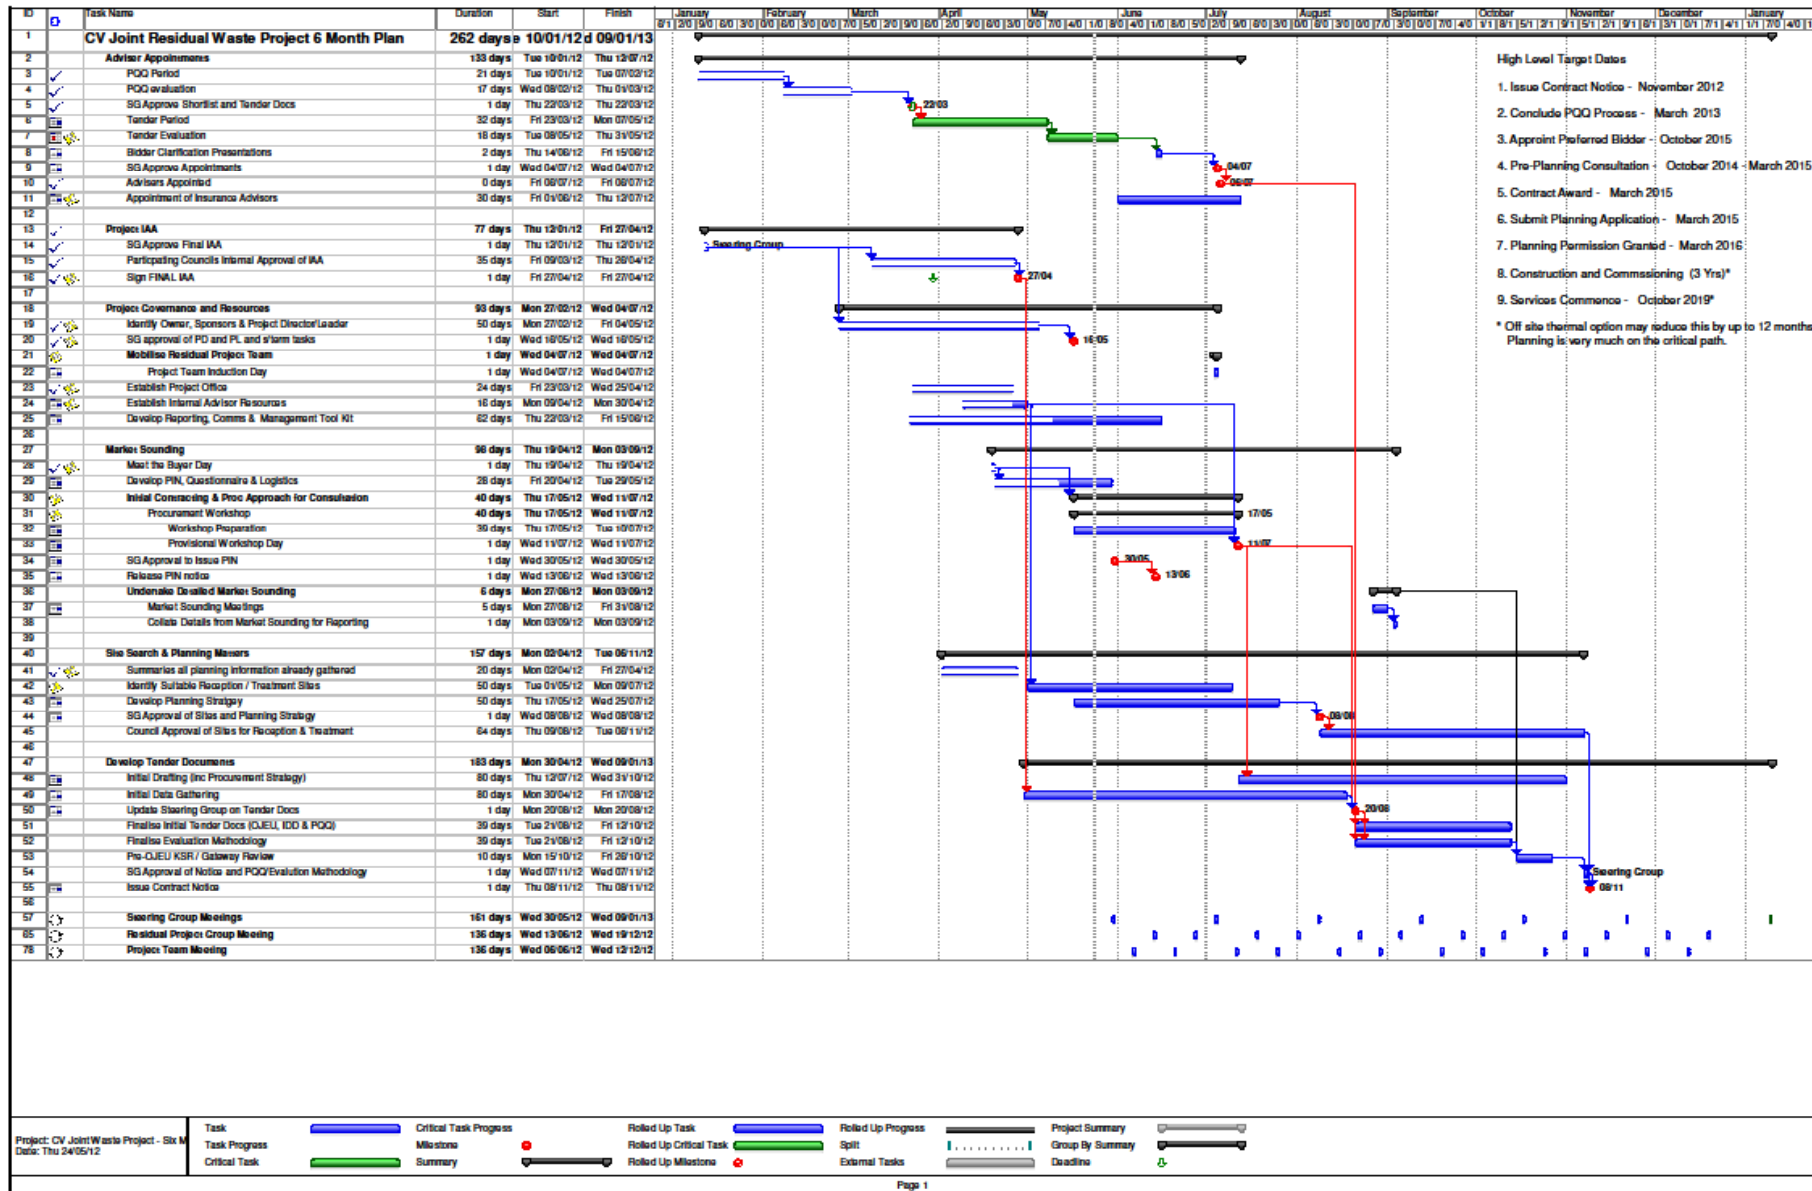 ID Task Name Duration Start Finish January February March April May June July August September October November December January
1 CV Joint Residual Waste Project 6 Month Plan 262 days 10/01/12 09/01/13
2 Adviser Appointments 133 days Tue 10/01/12 Thu 12/07/12
3 PQQ Period 21 days Tue 10/01/12 Tue 07/02/12
4 PQQ evaluation 17 days Wed 08/02/12 Thu 01/03/12
5 SG Approve Shortlist and Tender Docs 1 day Thu 22/03/12 Thu 22/03/12 22/03
6 Tender Period 32 days Fri 23/03/12 Mon 07/05/12
7 Tender Evaluation 18 days Tue 08/05/12 Thu 31/05/12
8 Bidder Clarification Presentations 2 days Thu 14/06/12 Fri 15/06/12
9 SG Approve Appointments 1 day Wed 04/07/12 Wed 04/07/12 04/07
10 Advisers Appointed 0 days Fri 06/07/12 Fri 06/07/12 06/07
11 Appointment of Insurance Advisors 30 days Fri 01/06/12 Thu 12/07/12
12
13 Project IAA 77 days Thu 12/01/12 Fri 27/04/12
14 SG Approve Final IAA 1 day Thu 12/01/12 Thu 12/01/12 Steering Group
15 Particpating Councils Internal Approval of IAA 35 days Fri 09/03/12 Thu 26/04/12
16 Sign FINAL IAA 1 day Fri 27/04/12 Fri 27/04/12 27/04
17
18 Project Governance and Resources 93 days Mon 27/02/12 Wed 04/07/12
19 Identify Owner, Sponsors & Project Director/Leader 50 days Mon 27/02/12 Fri 04/05/12
20 SG approval of PD and PL and s/term tasks 1 day Wed 16/05/12 Wed 16/05/12 16/05
21 Mobilise Residual Project Team 1 day Wed 04/07/12 Wed 04/07/12
22 Project Team Induction Day 1 day Wed 04/07/12 Wed 04/07/12
23 Establish Project Office 24 days Fri 23/03/12 Wed 25/04/12
24 Establish Internal Advisor Resources 16 days Mon 09/04/12 Mon 30/04/12
25 Develop Reporting, Comms & Management Tool Kit 62 days Thu 22/03/12 Fri 15/06/12
26
27 Market Sounding 98 days Thu 19/04/12 Mon 03/09/12
28 Meet the Buyer Day 1 day Thu 19/04/12 Thu 19/04/12
29 Develop PIN, Questionnaire & Logistics 28 days Fri 20/04/12 Tue 29/05/12
30 Initial Contracting & Proc Approach for Consultation 40 days Thu 17/05/12 Wed 11/07/12
31 Procurement Workshop 40 days Thu 17/05/12 Wed 11/07/12 17/05
32 Workshop Preparation 39 days Thu 17/05/12 Tue 10/07/12
33 Provisional Workshop Day 1 day Wed 11/07/12 Wed 11/07/12 11/07
34 SG Approval to Issue PIN 1 day Wed 30/05/12 Wed 30/05/12 30/05
35 Release PIN notice 1 day Wed 13/06/12 Wed 13/06/12 13/06
36 Undertake Detailed Market Sounding 6 days Mon 27/08/12 Mon 03/09/12
37 Market Sounding Meetings 5 days Mon 27/08/12 Fri 31/08/12
38 Collate Details from Market Sounding for Reporting 1 day Mon 03/09/12 Mon 03/09/12
39
40 Site Search & Planning Matters 157 days Mon 02/04/12 Tue 06/11/12
41 Summaries all planning information already gathered 20 days Mon 02/04/12 Fri 27/04/12
42 Identify Suitable Reception / Treatment Sites 50 days Tue 01/05/12 Mon 09/07/12
43 Develop Planning Stratgey 50 days Thu 17/05/12 Wed 25/07/12
44 SG Approval of Sites and Planning Strategy 1 day Wed 08/08/12 Wed 08/08/12 08/08
45 Council Approval of Sites for Reception & Treatment 64 days Thu 09/08/12 Tue 06/11/12
46
47 Develop Tender Documents 183 days Mon 30/04/12 Wed 09/01/13
48 Initial Drafting (inc Procurement Strategy) 80 days Thu 12/07/12 Wed 31/10/12
49 Initial Data Gathering 80 days Mon 30/04/12 Fri 17/08/12
50 Update Steering Group on Tender Docs 1 day Mon 20/08/12 Mon 20/08/12 20/08
51 Finalise Initial Tender Docs (OJEU, IDD & PQQ) 39 days Tue 21/08/12 Fri 12/10/12
52 Finalise Evaluation Methodology 39 days Tue 21/08/12 Fri 12/10/12
53 Pre-OJEU KSR / Gateway Review 10 days Mon 15/10/12 Fri 26/10/12
54 SG Approval of Notice and PQQ/Evalution Methodology 1 day Wed 07/11/12 Wed 07/11/12 Steering Group
55 Issue Contract Notice 1 day Thu 08/11/12 Thu 08/11/12 08/11
56
57 Steering Group Meetings 161 days Wed 30/05/12 Wed 09/01/13
65 Residual Project Group Meeting 136 days Wed 13/06/12 Wed 19/12/12
78 Project Team Meeting 136 days Wed 06/06/12 Wed 12/12/12
High Level Target Dates
1. Issue Contract Notice - November 2012
2. Conclude PQQ Process - March 2013
3. Appoint Preferred Bidder - October 2015
4. Pre-Planning Consultation - October 2014 - March 2015
5. Contract Award - March 2015
6. Submit Planning Application - March 2015
7. Planning Permission Granted - March 2016
8. Construction and Commssioning (3 Yrs)*
9. Services Commence - October 2019*
* Off site thermal option may reduce this by up to 12 months
Planning is very much on the critical path.
Project: CV Joint Waste Project - Six M
Date: Thu 24/05/12
Task Critical Task Progress Rolled Up Task Rolled Up Progress Project Summary
Task Progress Milestone Rolled Up Critical Task Split Group By Summary
Critical Task Summary Rolled Up Milestone External Tasks Deadline
Page 1